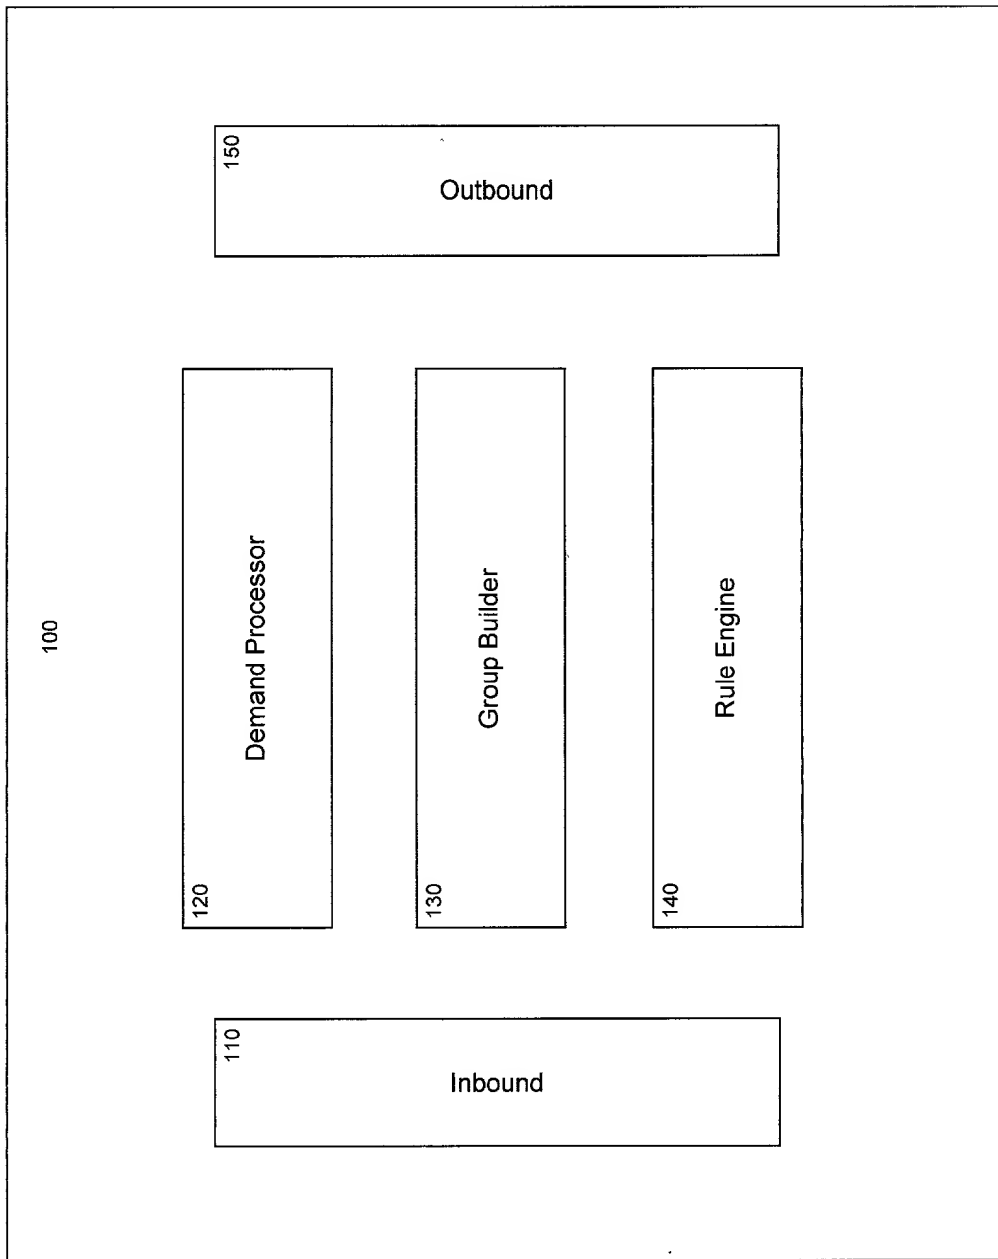 100
110
Inbound
120
Demand Processor
130
Group Builder
140
Rule Engine
150
Outbound